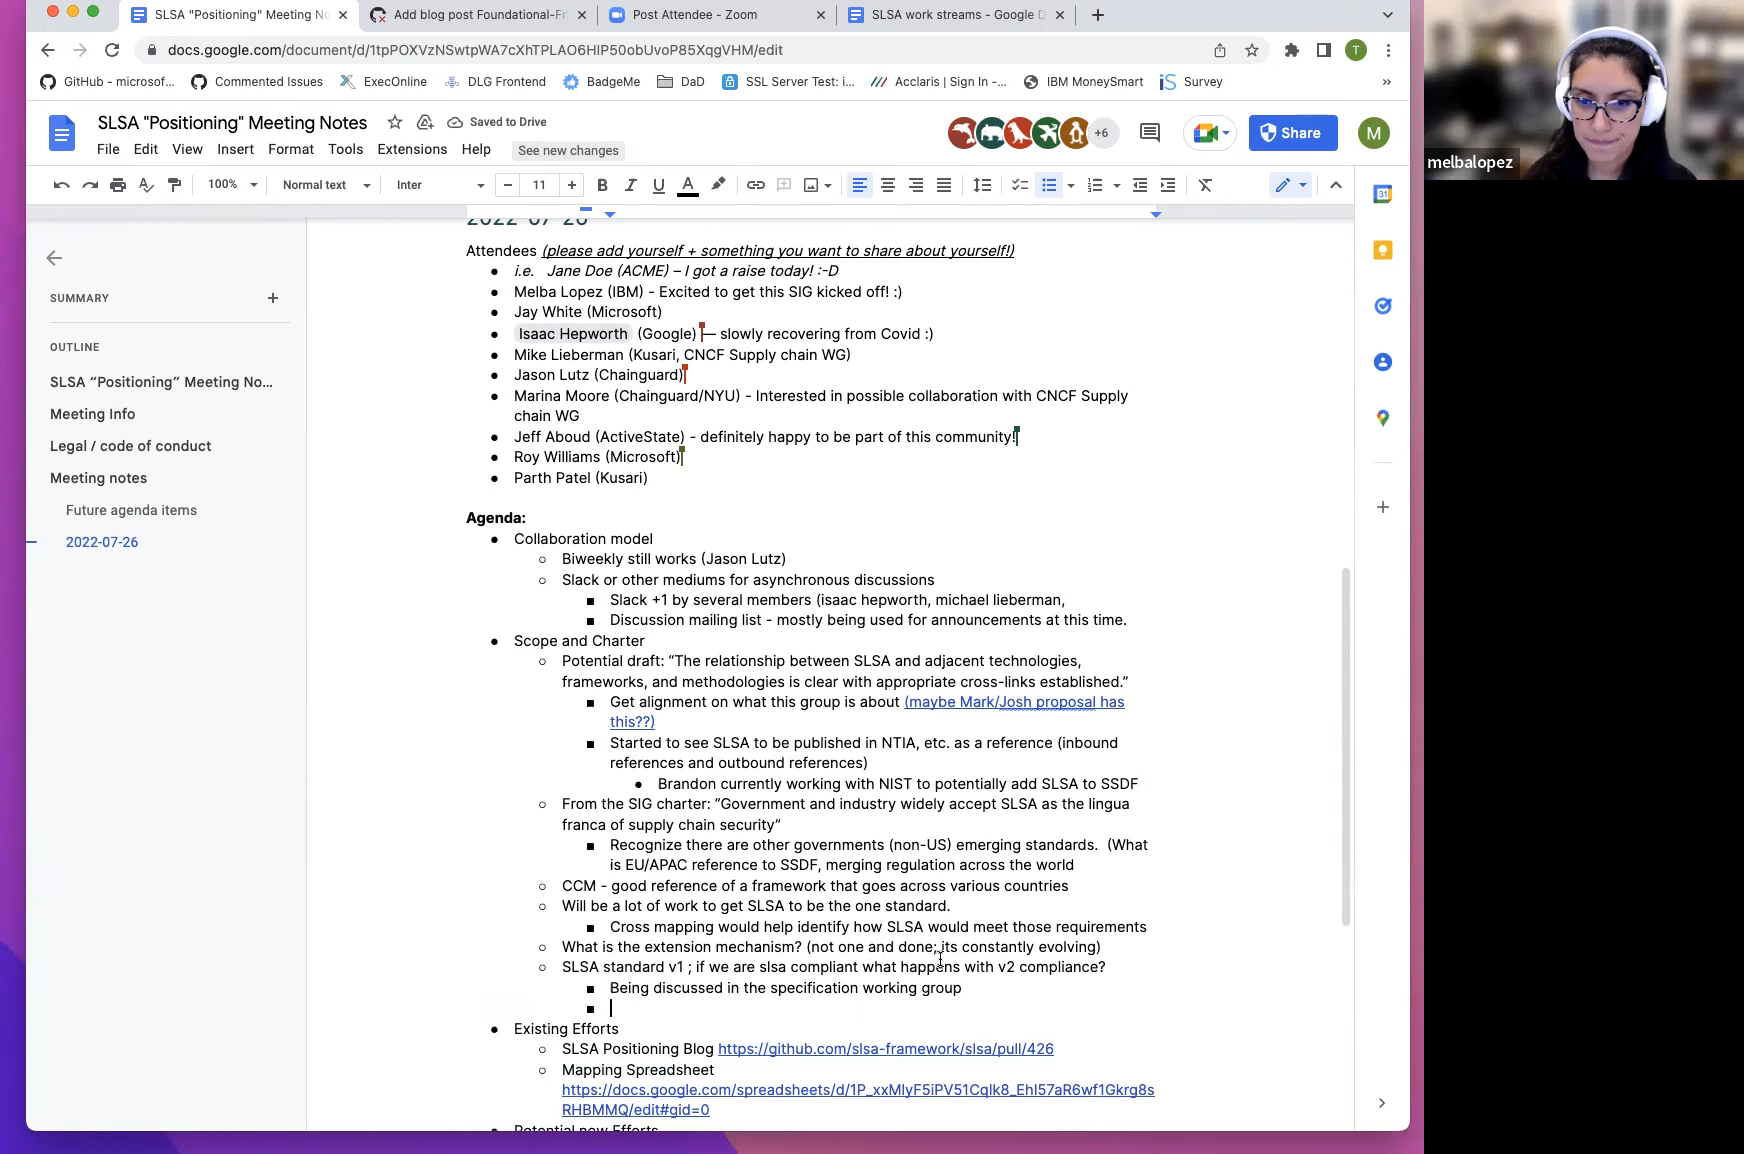 SLSA "Positioning" Meeting No
Add blog post Foundational-Fr
Post Attendee - Zoom
SLSA work streams - Google D
docs.google.com/document/d/1tpPOXVzNSwtpWA7cXhTPLAO6HIP50obUvoP85XqgVHM/edit
T
GitHub - microsof...
Commented Issues
ExecOnline
DLG Frontend
BadgeMe
DaD
SSL Server Test: i...
Acclaris | Sign In -...
IBM MoneySmart
Survey
»
SLSA "Positioning" Meeting Notes
Saved to Drive
+6
Share
M
File Edit View Insert Format Tools Extensions Help
See new changes
100%
Normal text
Inter
11
B I U A
31
SUMMARY
OUTLINE
SLSA “Positioning” Meeting No...
Meeting Info
Legal / code of conduct
Meeting notes
Future agenda items
2022-07-26
2022-07-26
Attendees (please add yourself + something you want to share about yourself!)
i.e. Jane Doe (ACME) – I got a raise today! :-D
Melba Lopez (IBM) - Excited to get this SIG kicked off! :)
Jay White (Microsoft)
Isaac Hepworth (Google) — slowly recovering from Covid :)
Mike Lieberman (Kusari, CNCF Supply chain WG)
Jason Lutz (Chainguard)
Marina Moore (Chainguard/NYU) - Interested in possible collaboration with CNCF Supply
chain WG
Jeff Aboud (ActiveState) - definitely happy to be part of this community!
Roy Williams (Microsoft)
Parth Patel (Kusari)
Agenda:
Collaboration model
Biweekly still works (Jason Lutz)
Slack or other mediums for asynchronous discussions
Slack +1 by several members (isaac hepworth, michael lieberman,
Discussion mailing list - mostly being used for announcements at this time.
Scope and Charter
Potential draft: “The relationship between SLSA and adjacent technologies,
frameworks, and methodologies is clear with appropriate cross-links established.”
Get alignment on what this group is about (maybe Mark/Josh proposal has
this??)
Started to see SLSA to be published in NTIA, etc. as a reference (inbound
references and outbound references)
Brandon currently working with NIST to potentially add SLSA to SSDF
From the SIG charter: “Government and industry widely accept SLSA as the lingua
franca of supply chain security”
Recognize there are other governments (non-US) emerging standards. (What
is EU/APAC reference to SSDF, merging regulation across the world
CCM - good reference of a framework that goes across various countries
Will be a lot of work to get SLSA to be the one standard.
Cross mapping would help identify how SLSA would meet those requirements
What is the extension mechanism? (not one and done; its constantly evolving)
SLSA standard v1 ; if we are slsa compliant what happens with v2 compliance?
Being discussed in the specification working group
Existing Efforts
SLSA Positioning Blog https://github.com/slsa-framework/slsa/pull/426
Mapping Spreadsheet
https://docs.google.com/spreadsheets/d/1P_xxMlyF5iPV51Cqlk8_Ehl57aR6wf1Gkrg8s
RHBMMQ/edit#gid=0
Potential new Efforts
melbalopez